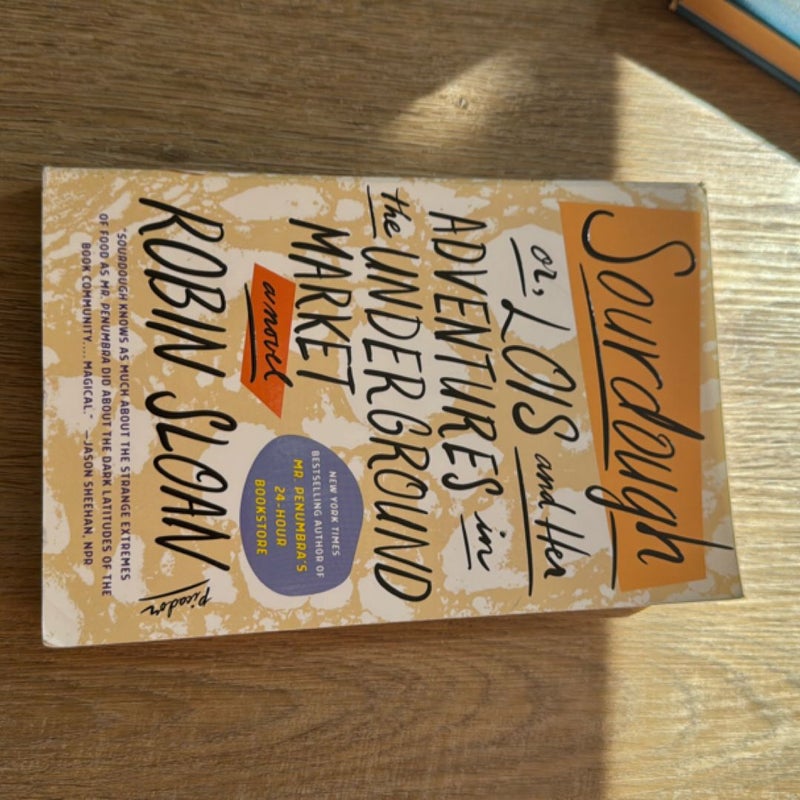 Sourdough
or, LOIS and Her
ADVENTURES in
the UNDERGROUND
MARKET
a novel
NEW YORK TIMES
BESTSELLING AUTHOR OF
MR. PENUMBRA'S
24-HOUR
BOOKSTORE
ROBIN SLOAN
"SOURDOUGH KNOWS AS MUCH ABOUT THE STRANGE EXTREMES
OF FOOD AS MR. PENUMBRA DID ABOUT THE DARK LATITUDES OF THE
BOOK COMMUNITY.... MAGICAL." —JASON SHEEHAN, NPR
Picador